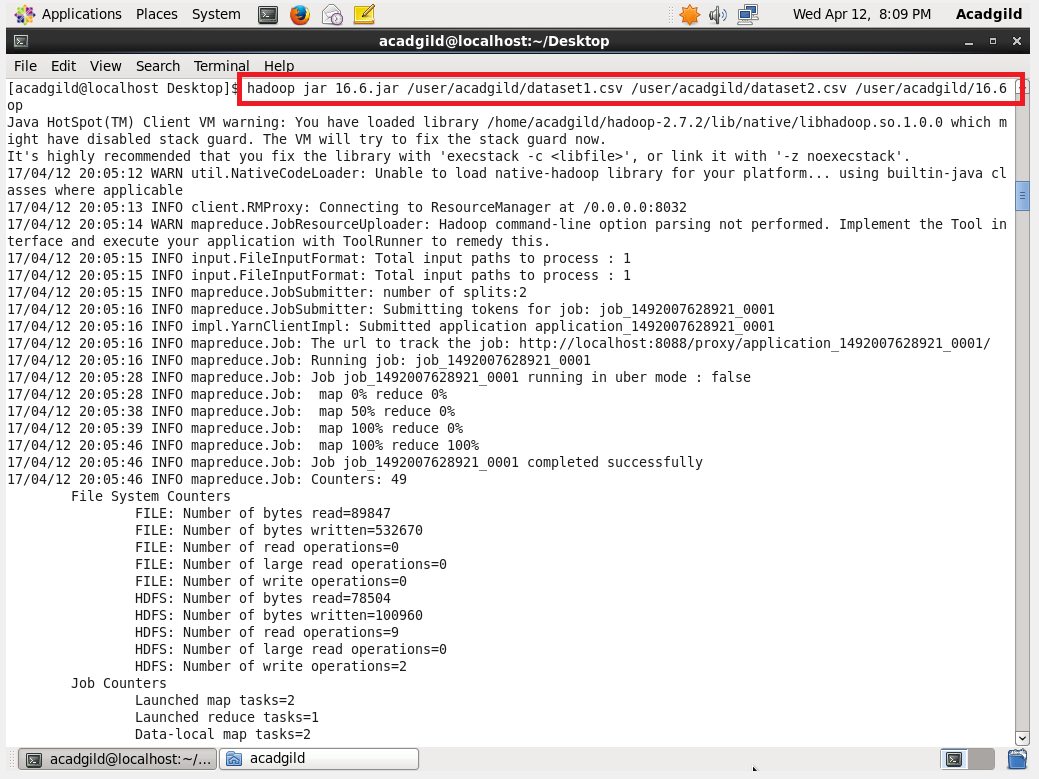 Applications Places System Wed Apr 12, 8:09 PM Acadgild
acadgild@localhost:~/Desktop
File Edit View Search Terminal Help
[acadgild@localhost Desktop]$ hadoop jar 16.6.jar /user/acadgild/dataset1.csv /user/acadgild/dataset2.csv /user/acadgild/16.6
op
Java HotSpot(TM) Client VM warning: You have loaded library /home/acadgild/hadoop-2.7.2/lib/native/libhadoop.so.1.0.0 which m
ight have disabled stack guard. The VM will try to fix the stack guard now.
It's highly recommended that you fix the library with 'execstack -c <libfile>', or link it with '-z noexecstack'.
17/04/12 20:05:12 WARN util.NativeCodeLoader: Unable to load native-hadoop library for your platform... using builtin-java cl
asses where applicable
17/04/12 20:05:13 INFO client.RMProxy: Connecting to ResourceManager at /0.0.0.0:8032
17/04/12 20:05:14 WARN mapreduce.JobResourceUploader: Hadoop command-line option parsing not performed. Implement the Tool in
terface and execute your application with ToolRunner to remedy this.
17/04/12 20:05:15 INFO input.FileInputFormat: Total input paths to process : 1
17/04/12 20:05:15 INFO input.FileInputFormat: Total input paths to process : 1
17/04/12 20:05:15 INFO mapreduce.JobSubmitter: number of splits:2
17/04/12 20:05:16 INFO mapreduce.JobSubmitter: Submitting tokens for job: job_1492007628921_0001
17/04/12 20:05:16 INFO impl.YarnClientImpl: Submitted application application_1492007628921_0001
17/04/12 20:05:16 INFO mapreduce.Job: The url to track the job: http://localhost:8088/proxy/application_1492007628921_0001/
17/04/12 20:05:16 INFO mapreduce.Job: Running job: job_1492007628921_0001
17/04/12 20:05:28 INFO mapreduce.Job: Job job_1492007628921_0001 running in uber mode : false
17/04/12 20:05:28 INFO mapreduce.Job:  map 0% reduce 0%
17/04/12 20:05:38 INFO mapreduce.Job:  map 50% reduce 0%
17/04/12 20:05:39 INFO mapreduce.Job:  map 100% reduce 0%
17/04/12 20:05:46 INFO mapreduce.Job:  map 100% reduce 100%
17/04/12 20:05:46 INFO mapreduce.Job: Job job_1492007628921_0001 completed successfully
17/04/12 20:05:46 INFO mapreduce.Job: Counters: 49
File System Counters
FILE: Number of bytes read=89847
FILE: Number of bytes written=532670
FILE: Number of read operations=0
FILE: Number of large read operations=0
FILE: Number of write operations=0
HDFS: Number of bytes read=78504
HDFS: Number of bytes written=100960
HDFS: Number of read operations=9
HDFS: Number of large read operations=0
HDFS: Number of write operations=2
Job Counters
Launched map tasks=2
Launched reduce tasks=1
Data-local map tasks=2
acadgild@localhost:~/... acadgild